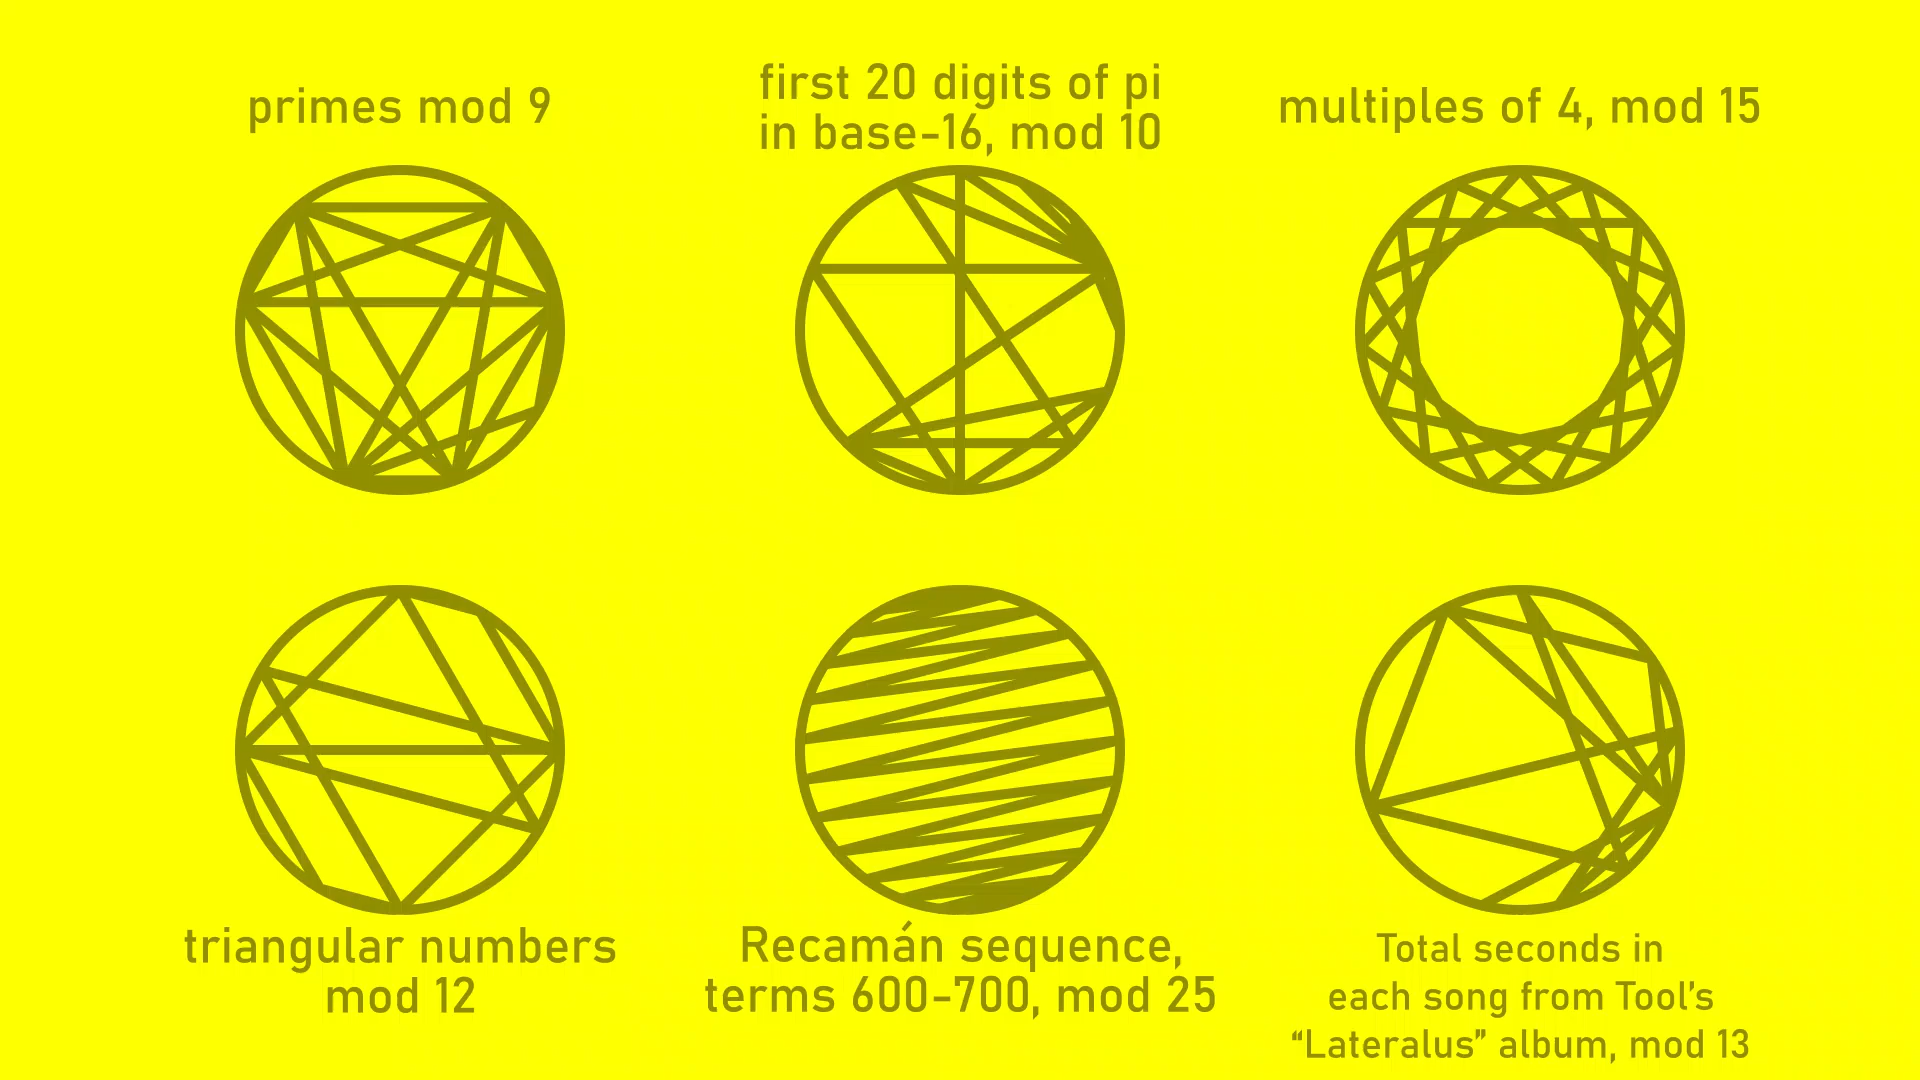 primes mod 9
first 20 digits of pi
in base-16, mod 10
multiples of 4, mod 15
triangular numbers
mod 12
Recamán sequence,
terms 600-700, mod 25
Total seconds in
each song from Tool’s
“Lateralus” album, mod 13